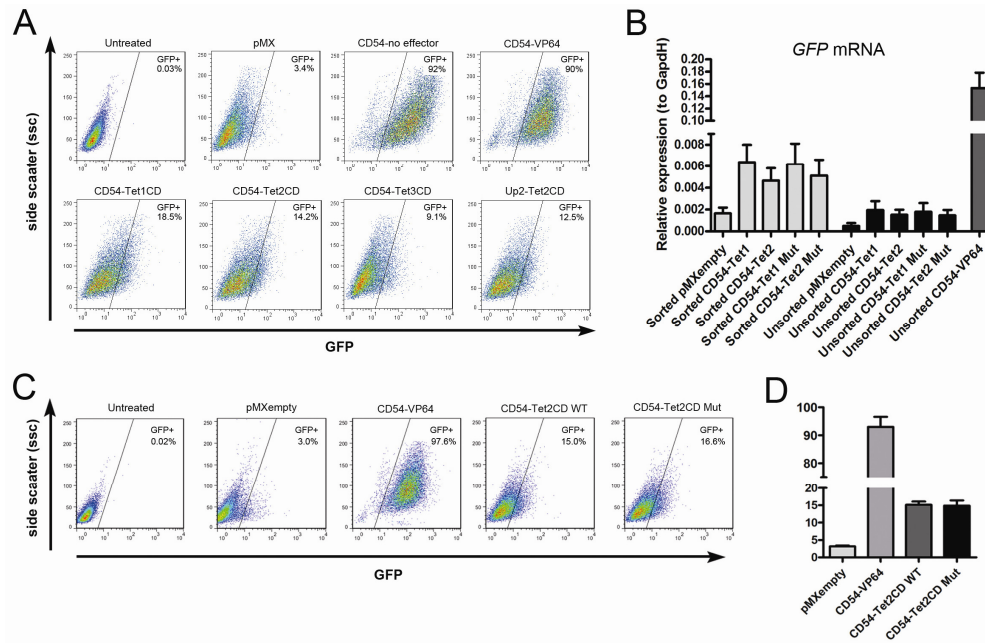 A
Untreated
GFP+
0.03%
pMX
GFP+
3.4%
CD54-no effector
GFP+
92%
CD54-VP64
GFP+
90%
CD54-Tet1CD
GFP+
18.5%
CD54-Tet2CD
GFP+
14.2%
CD54-Tet3CD
GFP+
9.1%
Up2-Tet2CD
GFP+
12.5%
side scaater (ssc)
GFP
B
GFP mRNA
Relative expression (to GapdH)
0.20
0.18
0.16
0.14
0.12
0.10
0.008
0.006
0.004
0.002
0.000
Sorted pMXempty
Sorted CD54-Tet1
Sorted CD54-Tet2
Sorted CD54-Tet1 Mut
Sorted CD54-Tet2 Mut
Unsorted pMXempty
Unsorted CD54-Tet1
Unsorted CD54-Tet2
Unsorted CD54-Tet1 Mut
Unsorted CD54-Tet2 Mut
Unsorted CD54-VP64
C
Untreated
GFP+
0.02%
pMXempty
GFP+
3.0%
CD54-VP64
GFP+
97.6%
CD54-Tet2CD WT
GFP+
15.0%
CD54-Tet2CD Mut
GFP+
16.6%
side scaater (ssc)
GFP
D
100
90
80
20
15
10
5
0
pMXempty
CD54-VP64
CD54-Tet2CD WT
CD54-Tet2CD Mut